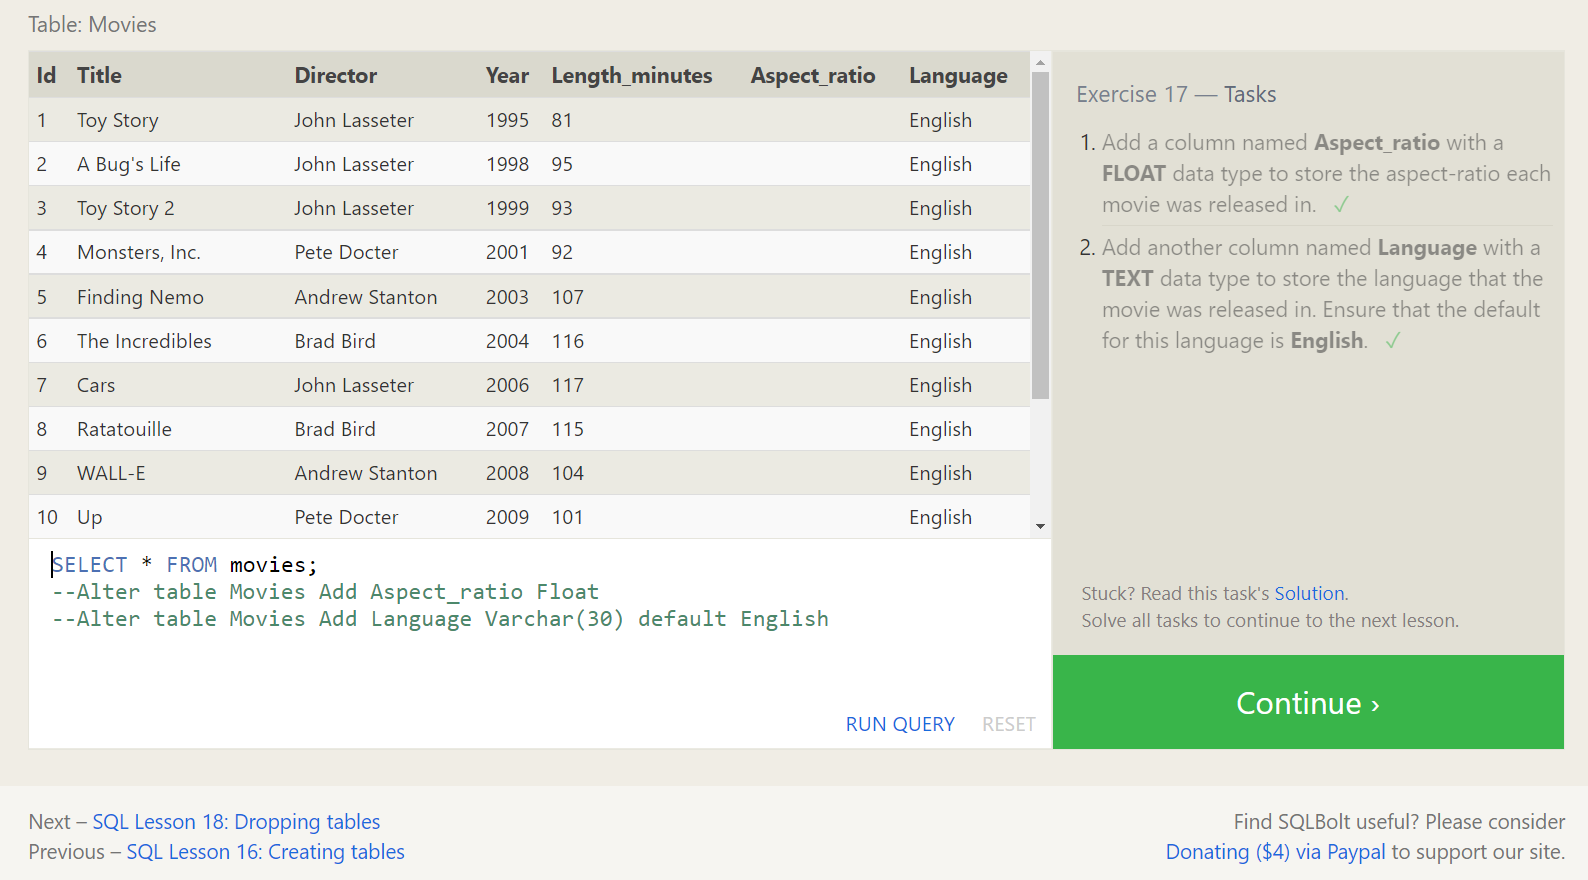 Table: Movies
Id Title Director Year Length_minutes Aspect_ratio Language
1 Toy Story John Lasseter 1995 81 English
2 A Bug's Life John Lasseter 1998 95 English
3 Toy Story 2 John Lasseter 1999 93 English
4 Monsters, Inc. Pete Docter 2001 92 English
5 Finding Nemo Andrew Stanton 2003 107 English
6 The Incredibles Brad Bird 2004 116 English
7 Cars John Lasseter 2006 117 English
8 Ratatouille Brad Bird 2007 115 English
9 WALL-E Andrew Stanton 2008 104 English
10 Up Pete Docter 2009 101 English
SELECT * FROM movies;
--Alter table Movies Add Aspect_ratio Float
--Alter table Movies Add Language Varchar(30) default English
RUN QUERY RESET
Exercise 17 — Tasks
1. Add a column named Aspect_ratio with a
FLOAT data type to store the aspect-ratio each
movie was released in. ✓
2. Add another column named Language with a
TEXT data type to store the language that the
movie was released in. Ensure that the default
for this language is English. ✓
Stuck? Read this task's Solution.
Solve all tasks to continue to the next lesson.
Continue ›
Next – SQL Lesson 18: Dropping tables
Previous – SQL Lesson 16: Creating tables
Find SQLBolt useful? Please consider
Donating ($4) via Paypal to support our site.